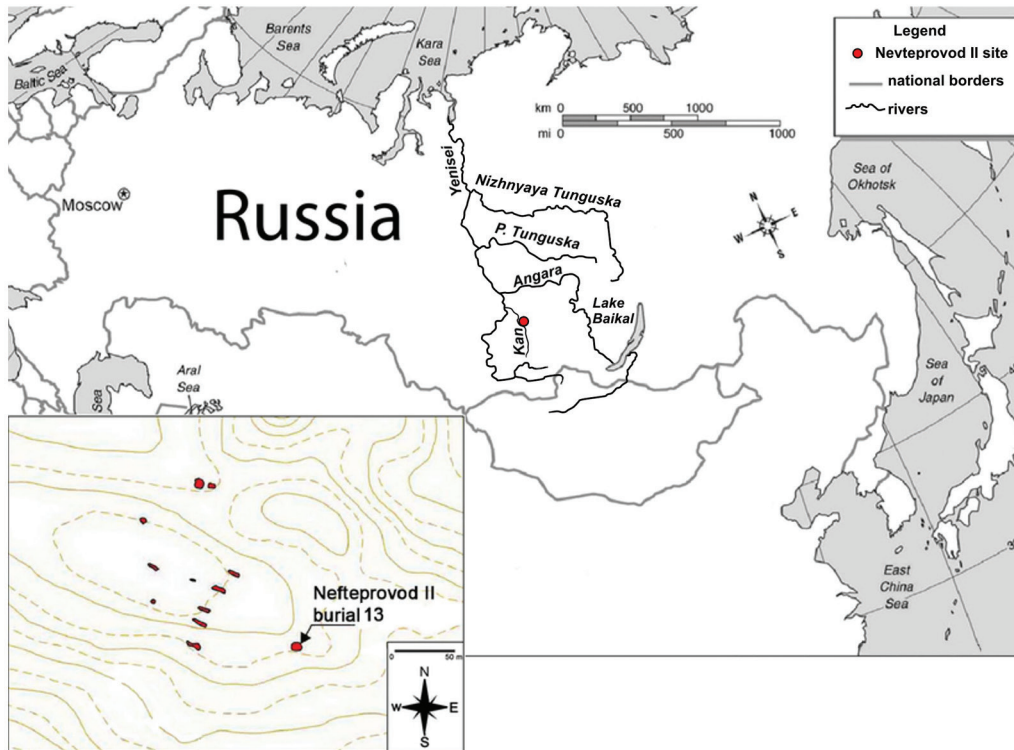 Barents
Sea
Kara
Sea
Baltic Sea
Legend
Nevteprovod II site
national borders
rivers
km 0 500 1000
mi 0 500 1000
Sea of
Okhotsk
Yenisei
Nizhnyaya Tunguska
Moscow
Russia
P. Tunguska
N
W E
S
Angara
Lake
Baikal
Kan
Aral
Sea
Sea
Sea
of
Japan
East
China
Sea
Nefteprovod II
burial 13
0 50 m
N
W E
S